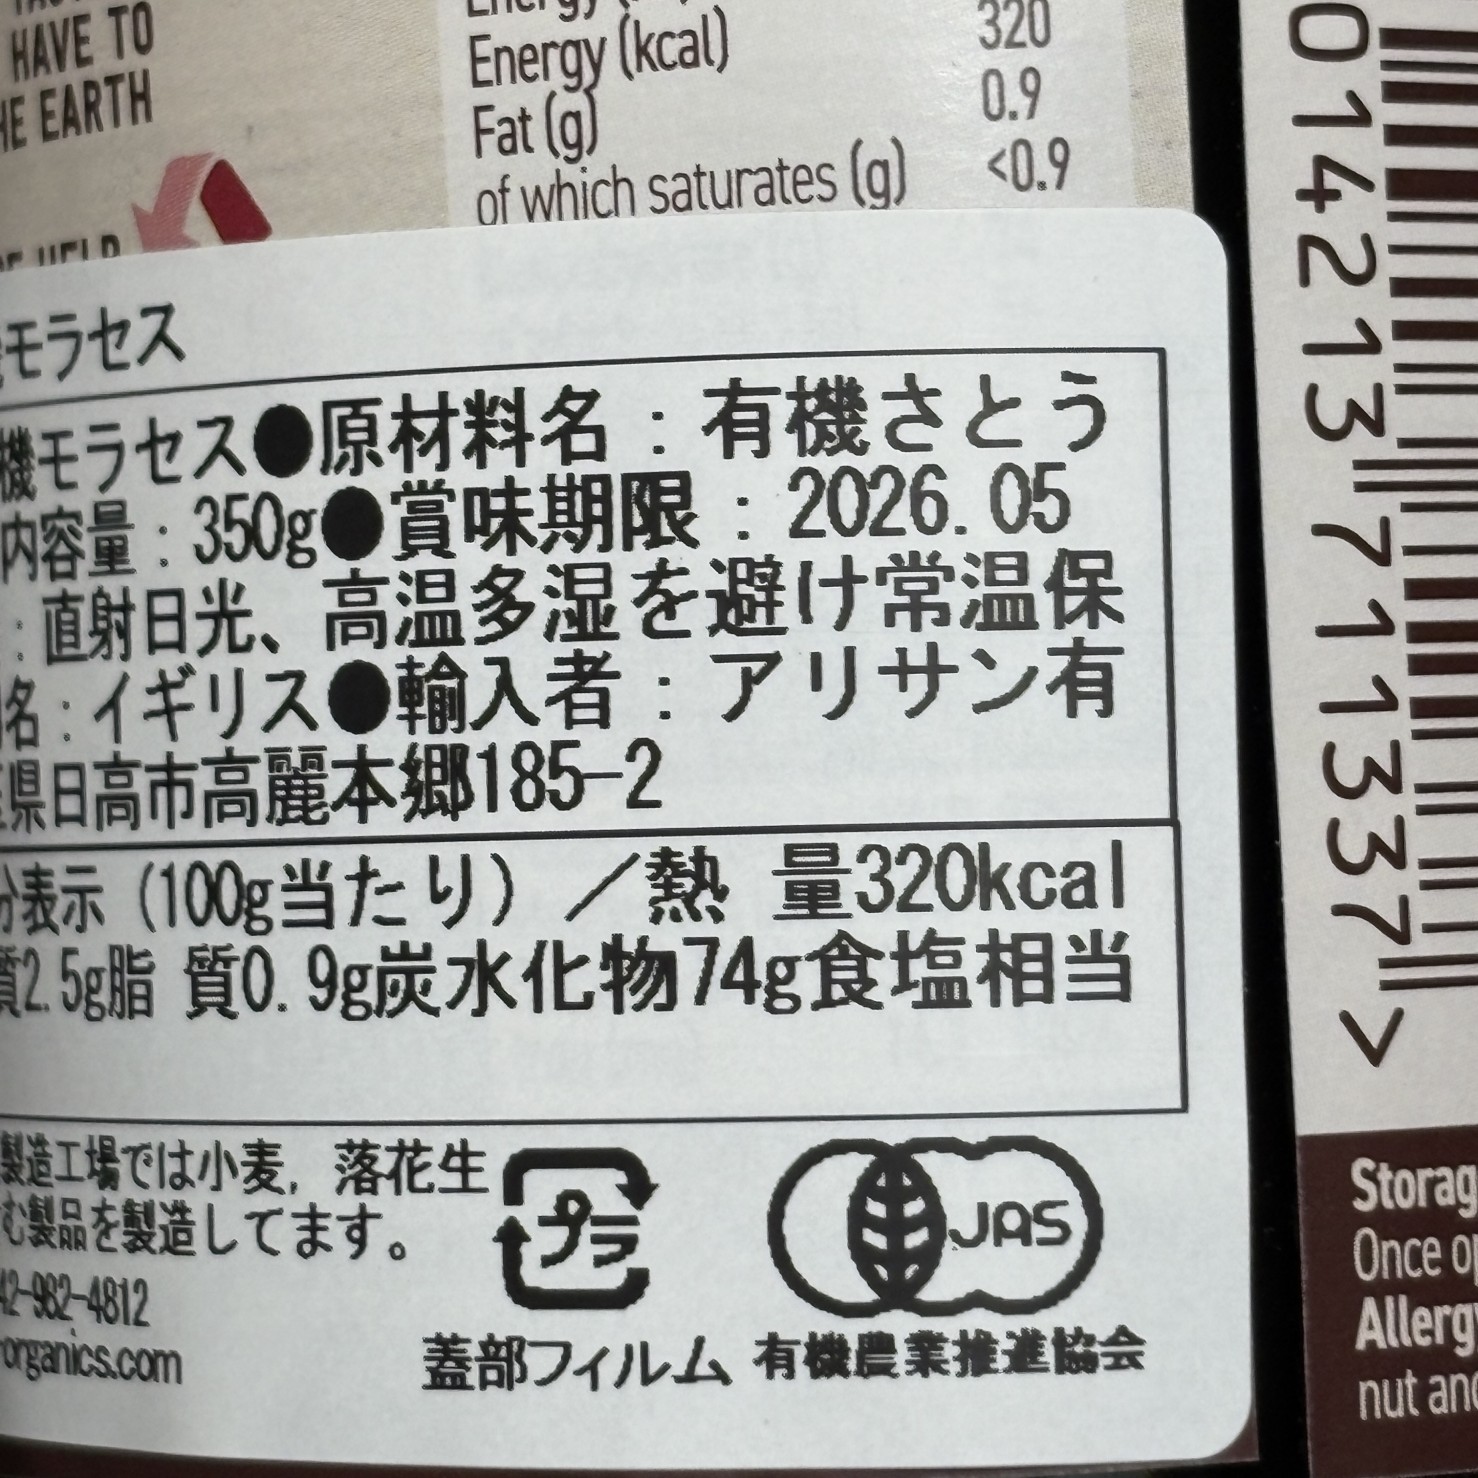 HAVE TO
HE EARTH
Energy (kcal) 320
Fat (g) 0.9
of which saturates (g) <0.9
モラセス
機モラセス●原材料名：有機さとう
内容量：350g●賞味期限：2026.05
：直射日光、高温多湿を避け常温保
名：イギリス●輸入者：アリサン有
県日高市高麗本郷185-2
分表示（100g当たり）／熱 量320kcal
質2.5g脂 質0.9g炭水化物74g食塩相当
製造工場では小麦，落花生
む製品を製造してます。
42-982-4812
organics.com
プラ
蓋部フィルム
JAS
有機農業推進協会
014213 711337>
Storag
Once op
Allergy
nut and